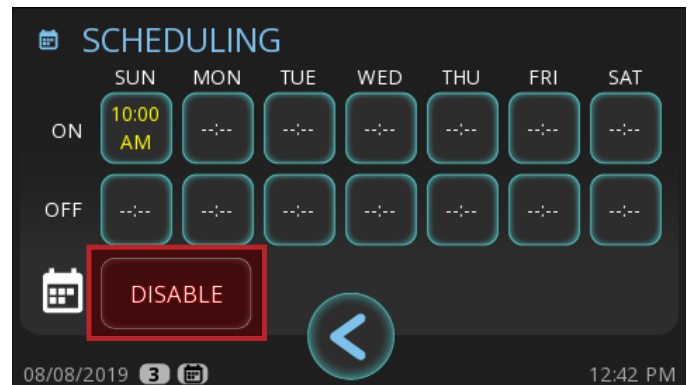 SCHEDULING
SUN MON TUE WED THU FRI SAT
ON 10:00 AM --:-- --:-- --:-- --:-- --:-- --:--
OFF --:-- --:-- --:-- --:-- --:-- --:-- --:--
DISABLE
08/08/2019 3 12:42 PM